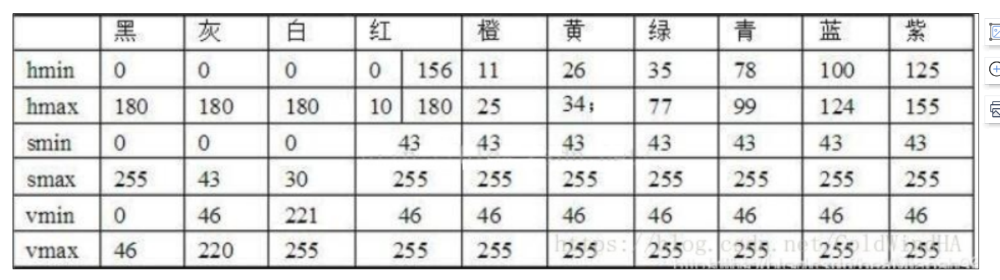 黑 灰 白 红 橙 黄 绿 青 蓝 紫
hmin 0 0 0 0 156 11 26 35 78 100 125
hmax 180 180 180 10 180 25 34; 77 99 124 155
smin 0 0 0 43 43 43 43 43 43 43
smax 255 43 30 255 255 255 255 255 255 255
vmin 0 46 221 46 46 46 46 46 46 46
vmax 46 220 255 255 255 255 255 255 255 255
https://blog.csdn.net/ColdWindHA